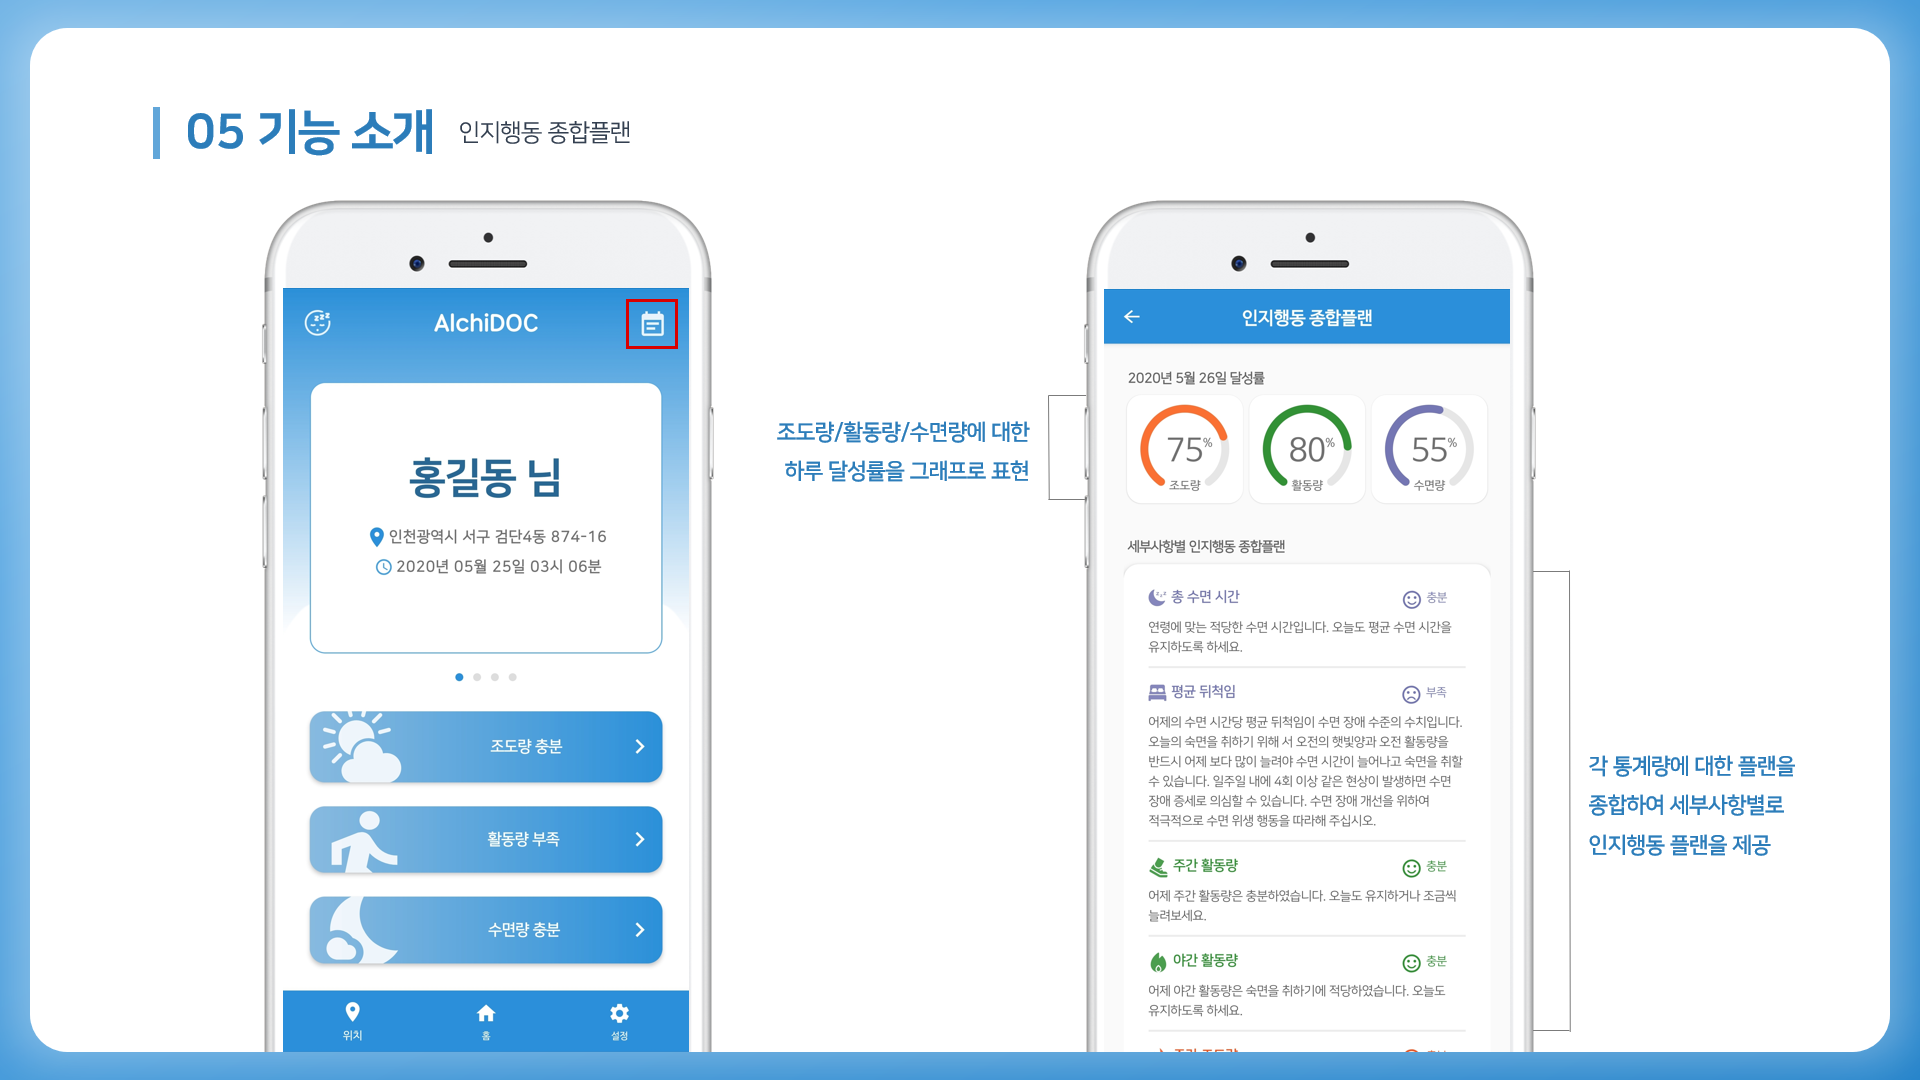 05 기능 소개 인지행동 종합플랜
AlchiDOC
홍길동 님
인천광역시 서구 검단4동 874-16
2020년 05월 25일 03시 06분
조도량 충분
활동량 부족
수면량 충분
위치
홈
설정
조도량/활동량/수면량에 대한
하루 달성률을 그래프로 표현
인지행동 종합플랜
2020년 5월 26일 달성률
75%
조도량
80%
활동량
55%
수면량
세부사항별 인지행동 종합플랜
총 수면 시간 충분
연령에 맞는 적당한 수면 시간입니다. 오늘도 평균 수면 시간을
유지하도록 하세요.
평균 뒤척임 부족
어제의 수면 시간당 평균 뒤척임이 수면 장애 수준의 수치입니다.
오늘의 숙면을 취하기 위해 서 오전의 햇빛양과 오전 활동량을
반드시 어제 보다 많이 늘려야 수면 시간이 늘어나고 숙면을 취할
수 있습니다. 일주일 내에 4회 이상 같은 현상이 발생하면 수면
장애 증세로 의심할 수 있습니다. 수면 장애 개선을 위하여
적극적으로 수면 위생 행동을 따라해 주십시오.
주간 활동량 충분
어제 주간 활동량은 충분하였습니다. 오늘도 유지하거나 조금씩
늘려보세요.
야간 활동량 충분
어제 야간 활동량은 숙면을 취하기에 적당하였습니다. 오늘도
유지하도록 하세요.
각 통계량에 대한 플랜을
종합하여 세부사항별로
인지행동 플랜을 제공